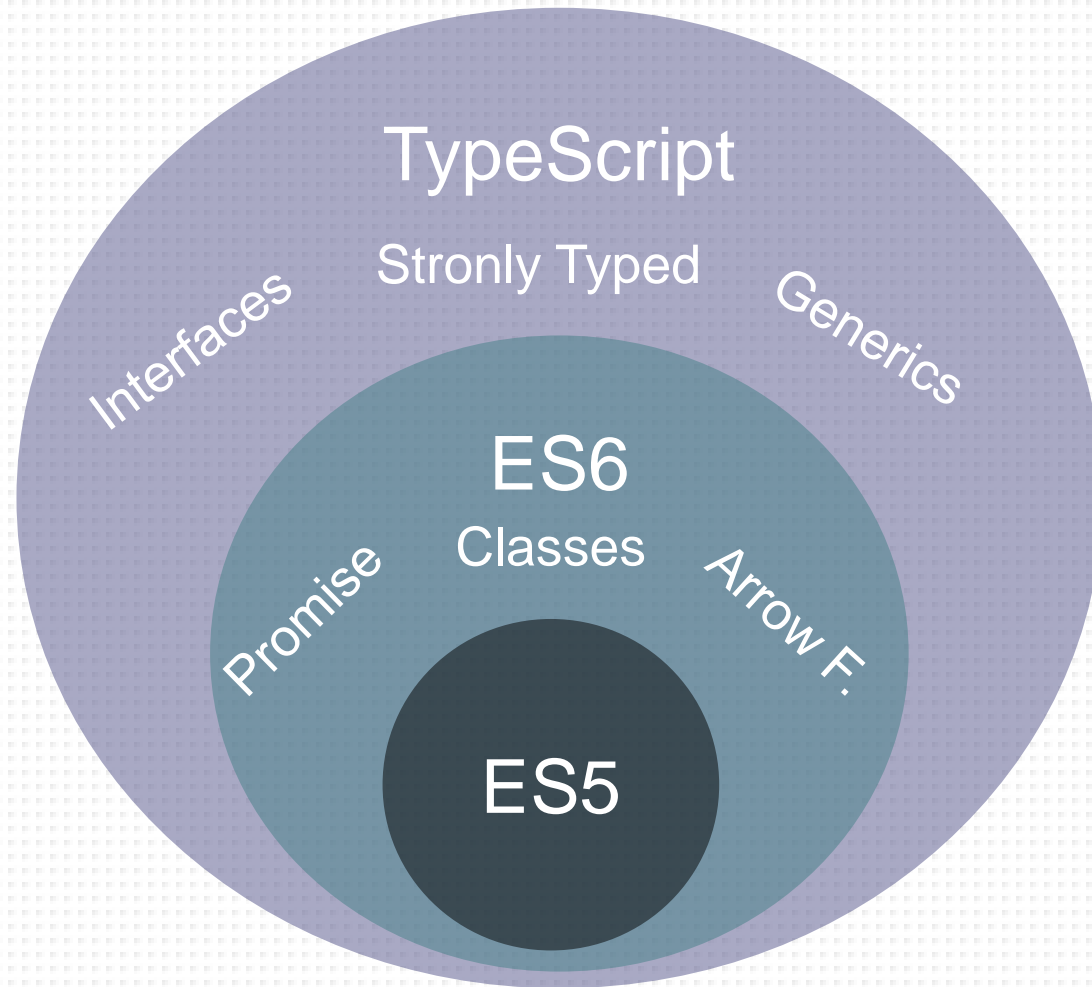 TypeScript
Stronly Typed
Interfaces
Generics
ES6
Classes
Promise
Arrow F.
ES5